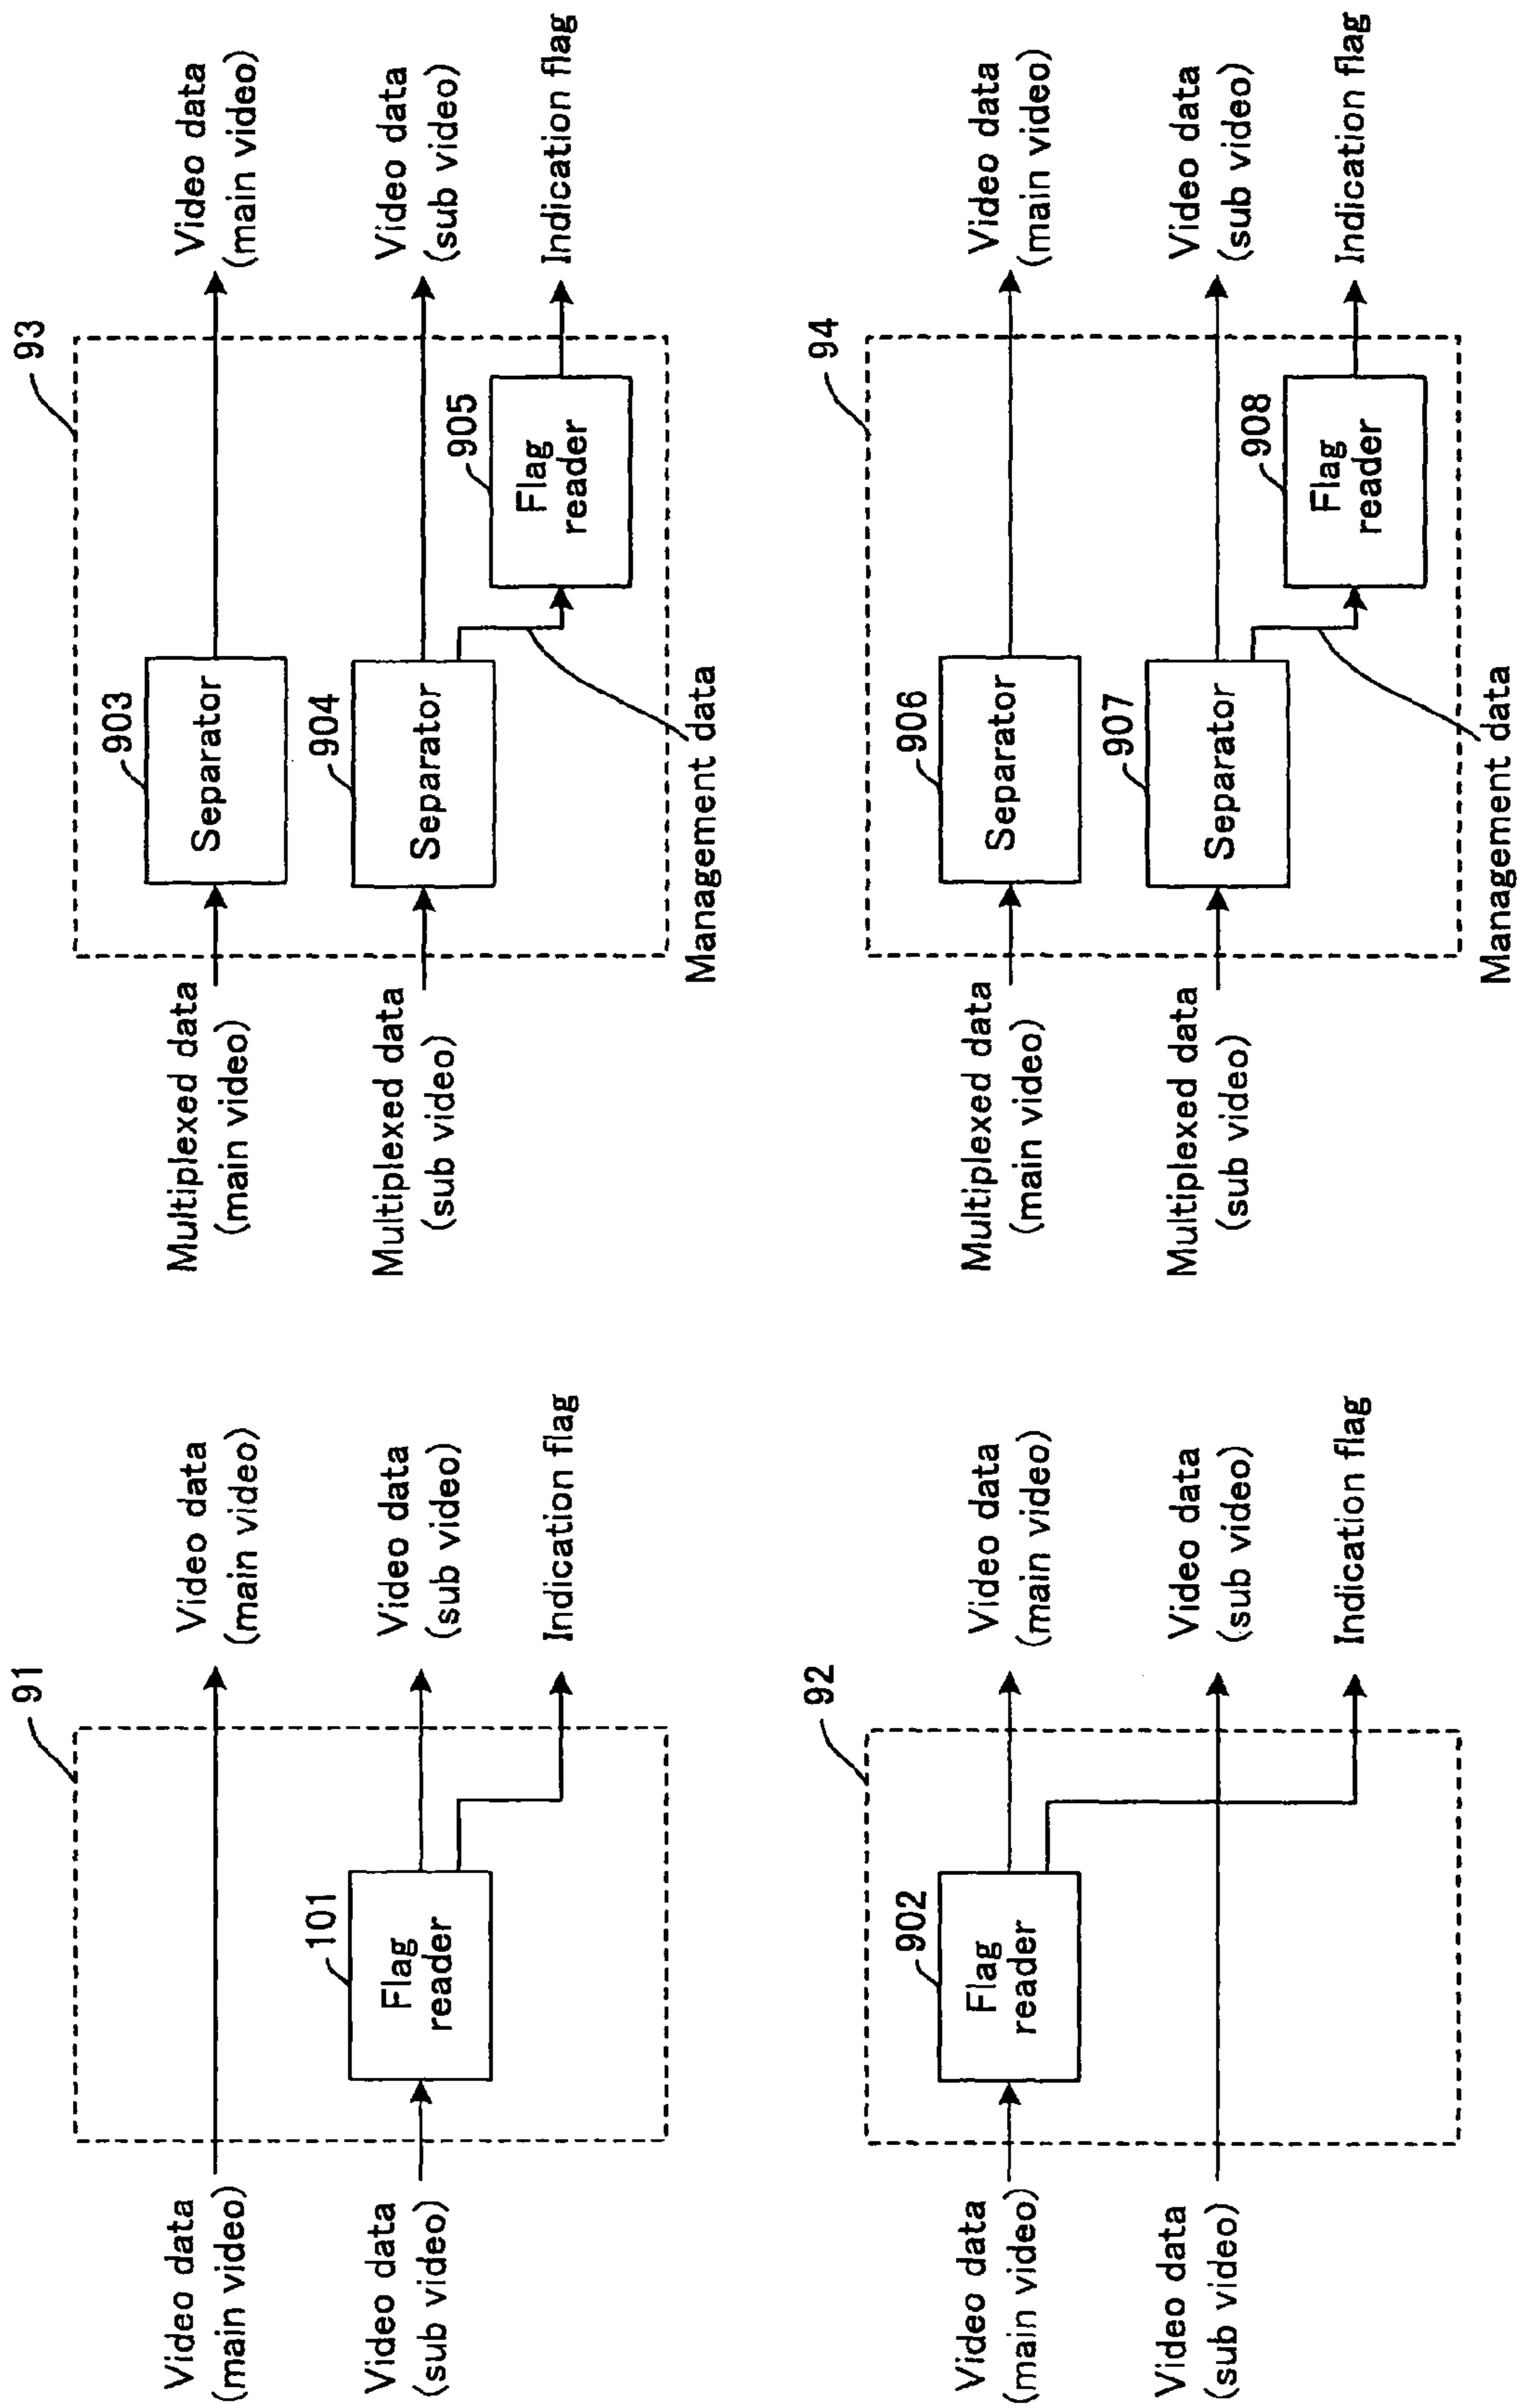 91
Video data
(main video)
Video data
(main video)
101
Flag
reader
Video data
(sub video)
Video data
(sub video)
Indication flag
93
Multiplexed data
(main video)
903
Separator
Video data
(main video)
Multiplexed data
(sub video)
904
Separator
Video data
(sub video)
905
Flag
reader
Indication flag
Management data
92
Video data
(main video)
902
Flag
reader
Video data
(main video)
Video data
(sub video)
Video data
(sub video)
Indication flag
94
Multiplexed data
(main video)
906
Separator
Video data
(main video)
Multiplexed data
(sub video)
907
Separator
Video data
(sub video)
908
Flag
reader
Indication flag
Management data